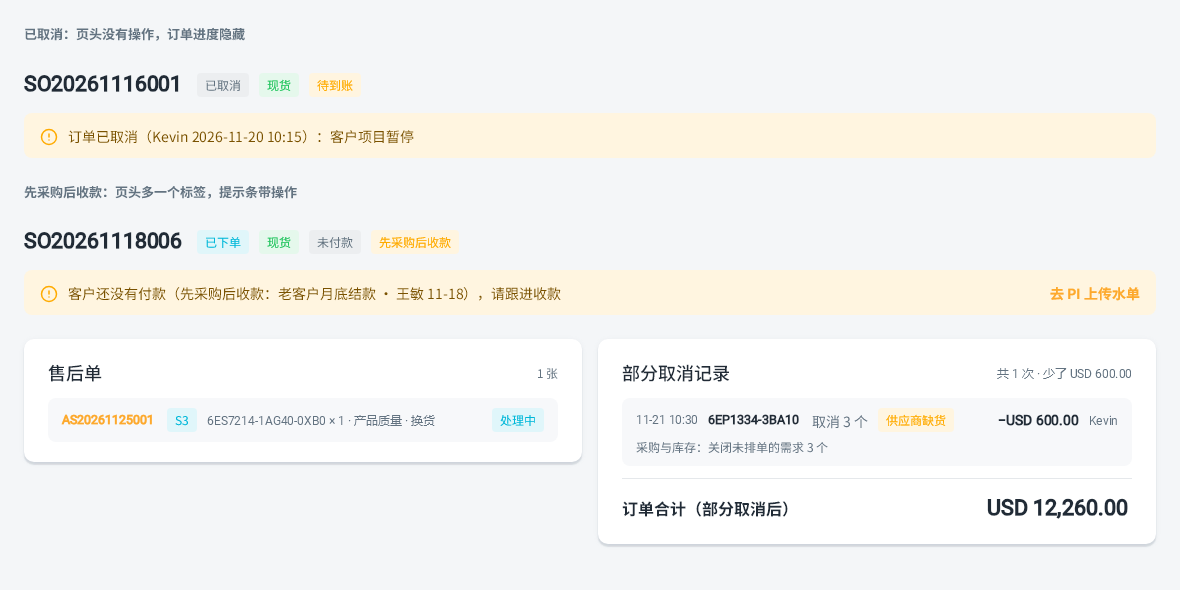 已取消：页头没有操作，订单进度隐藏
SO20261116001 已取消 现货 待到账
订单已取消（Kevin 2026-11-20 10:15）：客户项目暂停
先采购后收款：页头多一个标签，提示条带操作
SO20261118006 已下单 现货 未付款 先采购后收款
客户还没有付款（先采购后收款：老客户月底结款 · 王敏 11-18），请跟进收款 去 PI 上传水单
售后单 1 张
AS20261125001 S3 6ES7214-1AG40-0XB0 × 1 · 产品质量 · 换货 处理中
部分取消记录 共 1 次 · 少了 USD 600.00
11-21 10:30 6EP1334-3BA10 取消 3 个 供应商缺货 −USD 600.00 Kevin
采购与库存：关闭未排单的需求 3 个
订单合计（部分取消后） USD 12,260.00